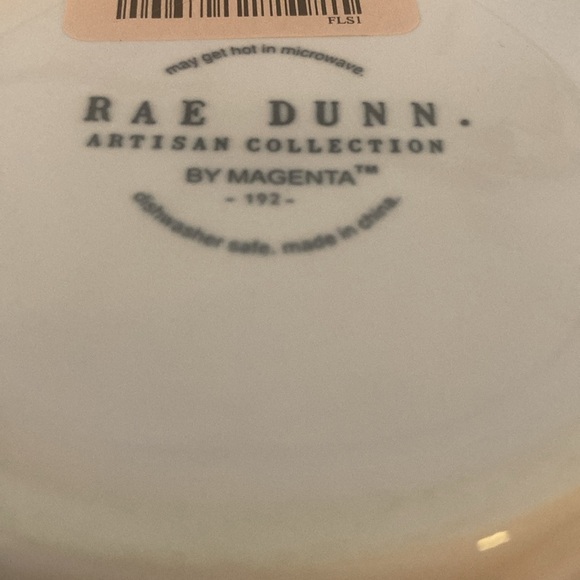 FLS1
may get hot in microwave.
RAE DUNN.
ARTISAN COLLECTION
BY MAGENTA™
- 192 -
dishwasher safe. made in china.